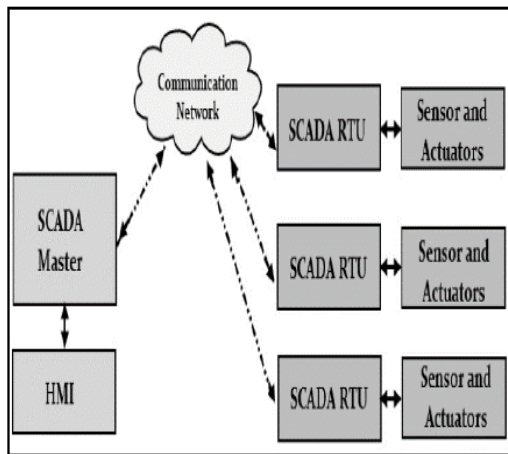 Communication
Network
SCADA RTU
Sensor and
Actuators
SCADA
Master
SCADA RTU
Sensor and
Actuators
HMI
SCADA RTU
Sensor and
Actuators